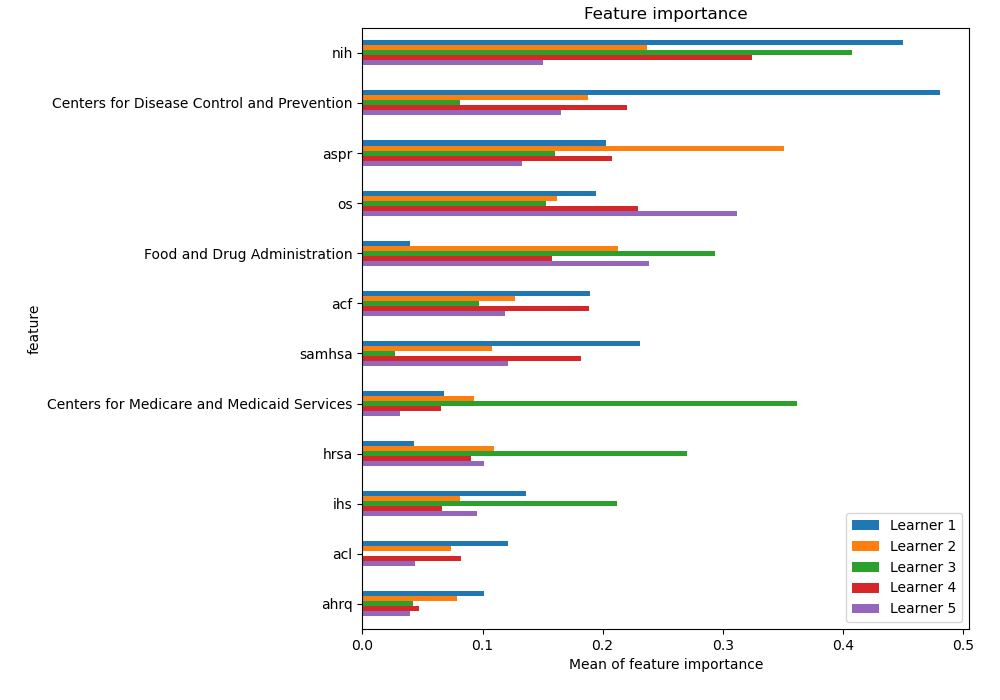 Feature importance
nih
Centers for Disease Control and Prevention
aspr
os
Food and Drug Administration
acf
samhsa
Centers for Medicare and Medicaid Services
hrsa
ihs
acl
ahrq
feature
Learner 1
Learner 2
Learner 3
Learner 4
Learner 5
0.0 0.1 0.2 0.3 0.4 0.5
Mean of feature importance